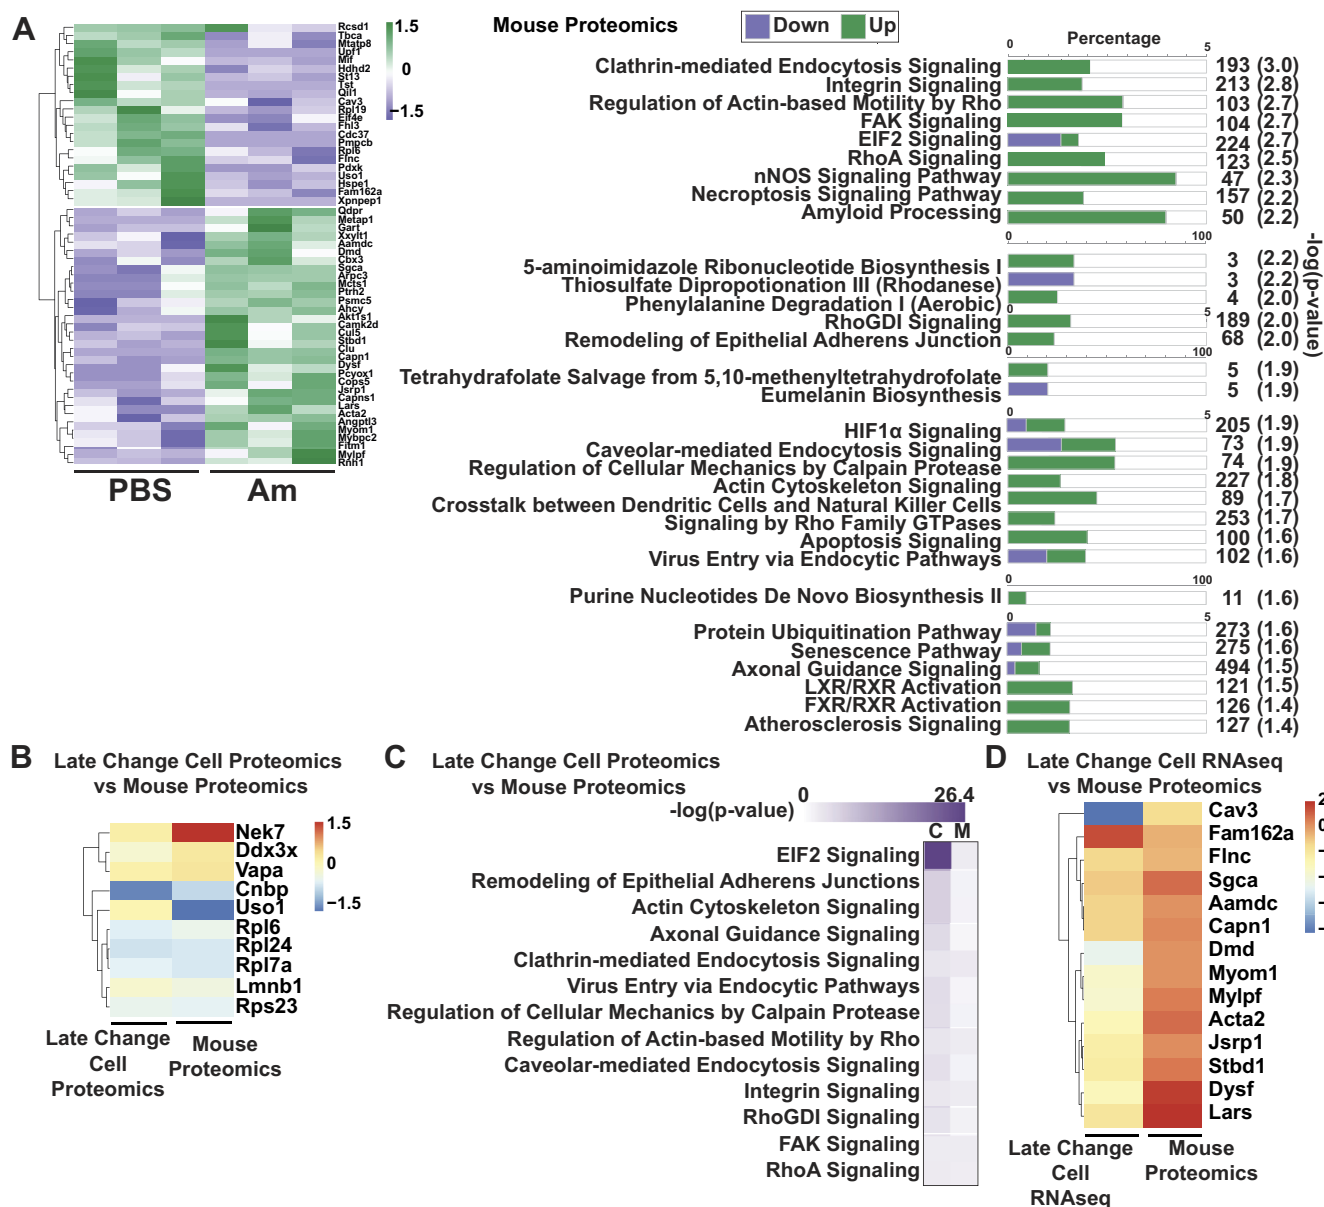 A
Rcsd1
Tbca
Mtatp8
Upf1
Mif
Hdhd2
St13
Tst
Qil1
Cav3
Rpl19
Eif4e
Fhl3
Cdc37
Pmpcb
Rpl6
Flnc
Pdxk
Uso1
Hspe1
Fam162a
Xpnpep1
Qdpr
Metap1
Gart
Xxylt1
Aamdc
Dmd
Cbx3
Sgca
Arpc3
Mcts1
Ptrh2
Psmc5
Ahcy
Akt1s1
Camk2d
Cul5
Stbd1
Clu
Capn1
Dysf
Pcyox1
Cops5
Jsrp1
Capns1
Lars
Acta2
Angptl3
Myom1
Mybpc2
Fitm1
Mylpf
Rnh1
1.5
0
−1.5
PBS Am
Mouse Proteomics
Down Up
Percentage
0 5
Clathrin-mediated Endocytosis Signaling 193 (3.0)
Integrin Signaling 213 (2.8)
Regulation of Actin-based Motility by Rho 103 (2.7)
FAK Signaling 104 (2.7)
EIF2 Signaling 224 (2.7)
RhoA Signaling 123 (2.5)
nNOS Signaling Pathway 47 (2.3)
Necroptosis Signaling Pathway 157 (2.2)
Amyloid Processing 50 (2.2)
-log(p-value)
0 100
5-aminoimidazole Ribonucleotide Biosynthesis I 3 (2.2)
Thiosulfate Dipropotionation III (Rhodanese) 3 (2.2)
Phenylalanine Degradation I (Aerobic) 4 (2.0)
0 5
RhoGDI Signaling 189 (2.0)
Remodeling of Epithelial Adherens Junction 68 (2.0)
0 100
Tetrahydrafolate Salvage from 5,10-methenyltetrahydrofolate 5 (1.9)
Eumelanin Biosynthesis 5 (1.9)
0 5
HIF1α Signaling 205 (1.9)
Caveolar-mediated Endocytosis Signaling 73 (1.9)
Regulation of Cellular Mechanics by Calpain Protease 74 (1.9)
Actin Cytoskeleton Signaling 227 (1.8)
Crosstalk between Dendritic Cells and Natural Killer Cells 89 (1.7)
Signaling by Rho Family GTPases 253 (1.7)
Apoptosis Signaling 100 (1.6)
Virus Entry via Endocytic Pathways 102 (1.6)
0 100
Purine Nucleotides De Novo Biosynthesis II 11 (1.6)
0 5
Protein Ubiquitination Pathway 273 (1.6)
Senescence Pathway 275 (1.6)
Axonal Guidance Signaling 494 (1.5)
LXR/RXR Activation 121 (1.5)
FXR/RXR Activation 126 (1.4)
Atherosclerosis Signaling 127 (1.4)
B
Late Change Cell Proteomics
vs Mouse Proteomics
Nek7
Ddx3x
Vapa
Cnbp
Uso1
Rpl6
Rpl24
Rpl7a
Lmnb1
Rps23
1.5
0
−1.5
Late Change
Cell
Proteomics
Mouse
Proteomics
C
Late Change Cell Proteomics
vs Mouse Proteomics
-log(p-value)
0 26.4
C M
EIF2 Signaling
Remodeling of Epithelial Adherens Junctions
Actin Cytoskeleton Signaling
Axonal Guidance Signaling
Clathrin-mediated Endocytosis Signaling
Virus Entry via Endocytic Pathways
Regulation of Cellular Mechanics by Calpain Protease
Regulation of Actin-based Motility by Rho
Caveolar-mediated Endocytosis Signaling
Integrin Signaling
RhoGDI Signaling
FAK Signaling
RhoA Signaling
D
Late Change Cell RNAseq
vs Mouse Proteomics
Cav3
Fam162a
Flnc
Sgca
Aamdc
Capn1
Dmd
Myom1
Mylpf
Acta2
Jsrp1
Stbd1
Dysf
Lars
2
0
Late Change
Cell
RNAseq
Mouse
Proteomics